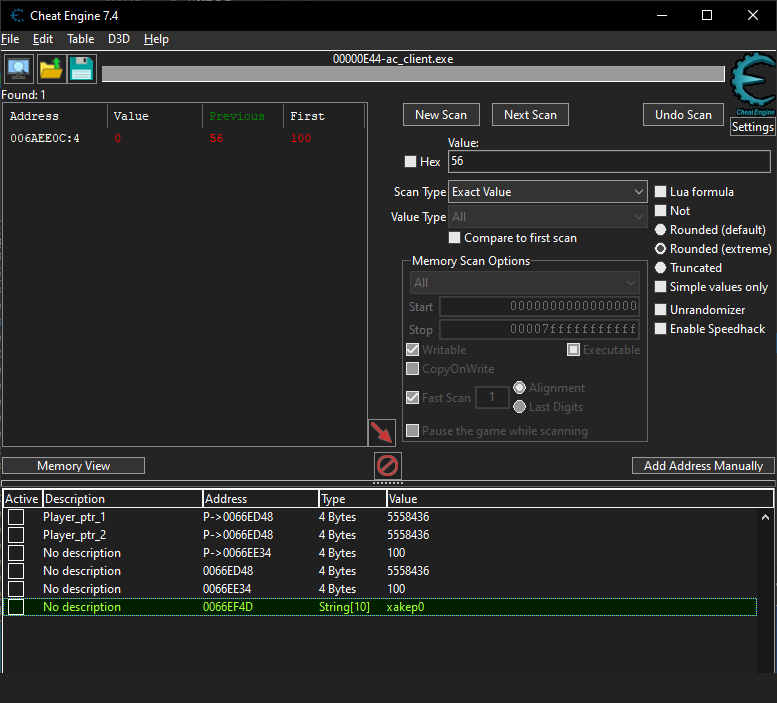 Cheat Engine 7.4
File Edit Table D3D Help
00000E44-ac_client.exe
Found: 1
Address Value Previous First
006AEE0C:4 0 56 100
New Scan Next Scan Undo Scan
Cheat Engine
Settings
Value:
Hex 56
Scan Type Exact Value
Value Type All
Compare to first scan
Lua formula
Not
Rounded (default)
Rounded (extreme)
Truncated
Simple values only
Unrandomizer
Enable Speedhack
Memory Scan Options
All
Start 0000000000000000
Stop 00007fffffffffff
Writable Executable
CopyOnWrite
Fast Scan 1 Alignment
Last Digits
Pause the game while scanning
Memory View Add Address Manually
Active Description Address Type Value
Player_ptr_1 P->0066ED48 4 Bytes 5558436
Player_ptr_2 P->0066ED48 4 Bytes 5558436
No description P->0066EE34 4 Bytes 100
No description 0066ED48 4 Bytes 5558436
No description 0066EE34 4 Bytes 100
No description 0066EF4D String[10] xakep0